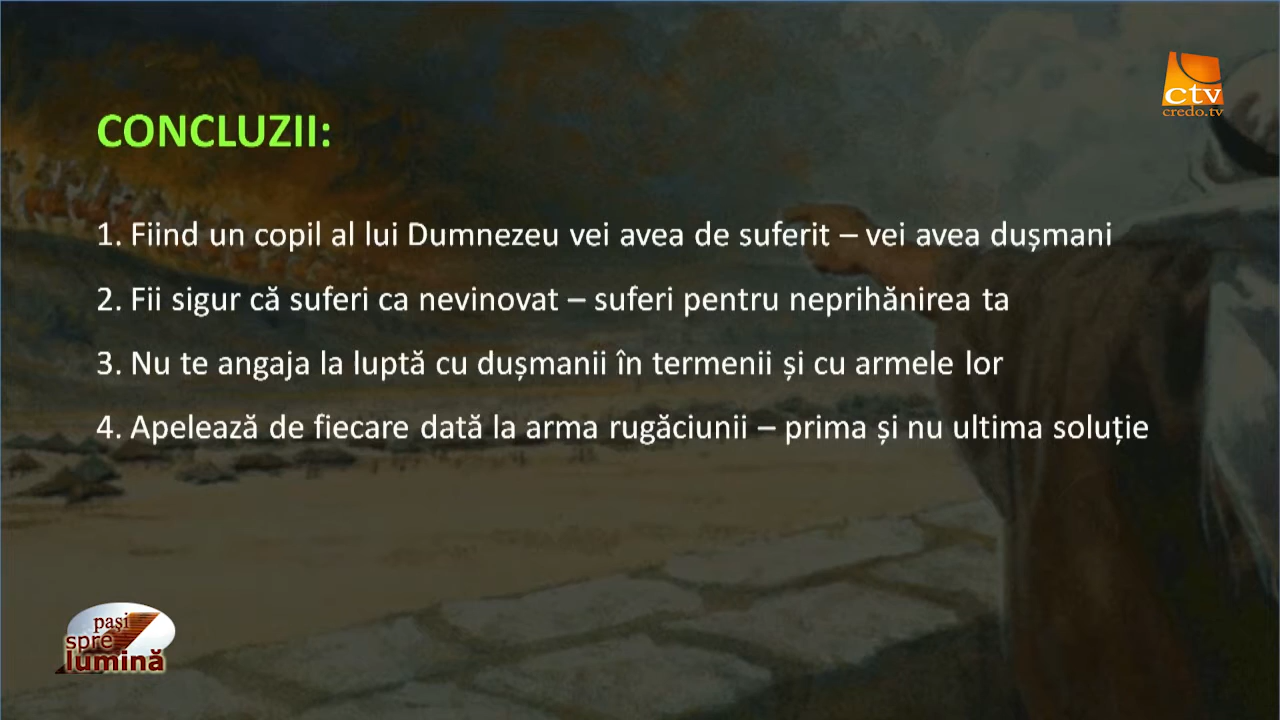 ctv
credo.tv
CONCLUZII:
1. Fiind un copil al lui Dumnezeu vei avea de suferit – vei avea dușmani
2. Fii sigur că suferi ca nevinovat – suferi pentru neprihănirea ta
3. Nu te angaja la luptă cu dușmanii în termenii și cu armele lor
4. Apelează de fiecare dată la arma rugăciunii – prima și nu ultima soluție
pași
spre
lumină